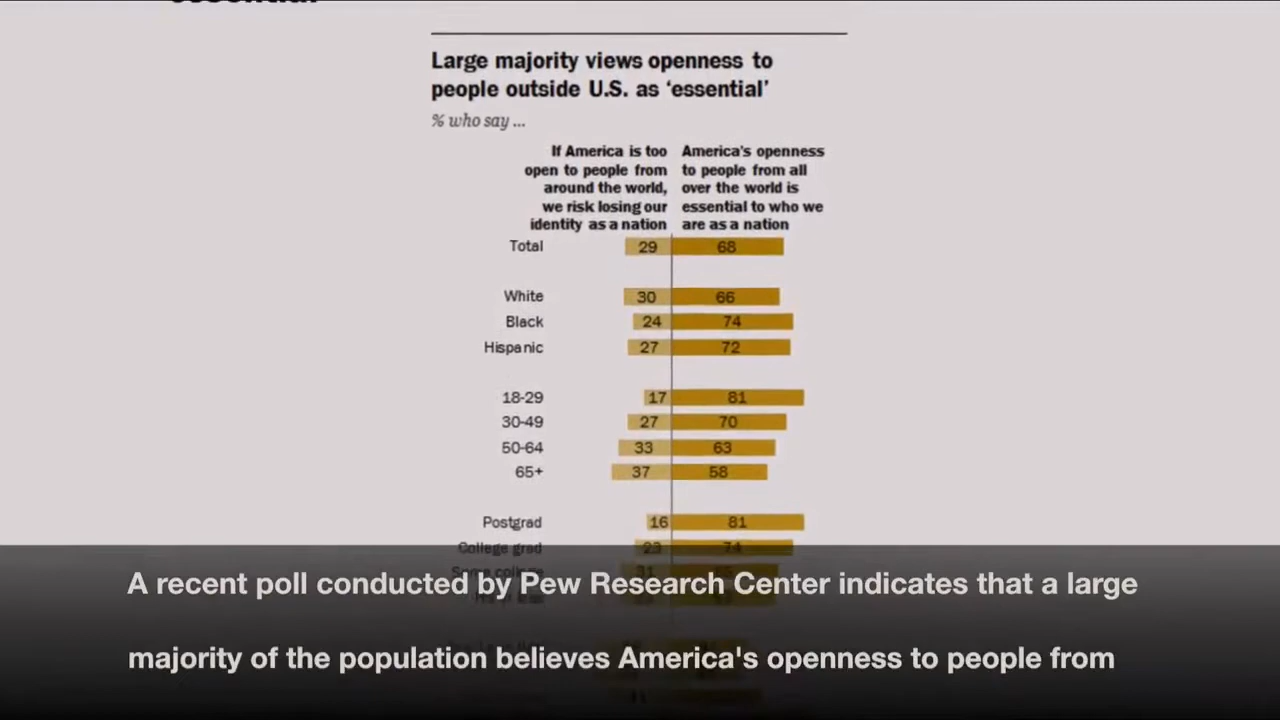 Large majority views openness to
people outside U.S. as ‘essential’
% who say ...
If America is too
open to people from
around the world,
we risk losing our
identity as a nation
America's openness
to people from all
over the world is
essential to who we
are as a nation
Total 29 68
White 30 66
Black 24 74
Hispanic 27 72
18-29 17 81
30-49 27 70
50-64 33 63
65+ 37 58
Postgrad 16 81
College grad 23 74
A recent poll conducted by Pew Research Center indicates that a large
majority of the population believes America's openness to people from